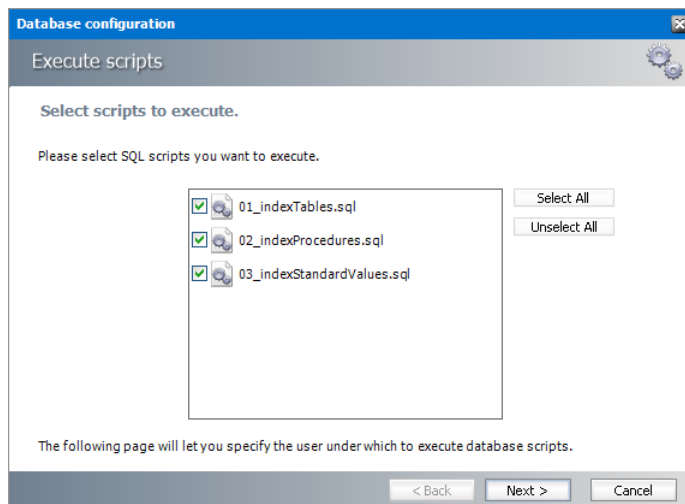 Database configuration
Execute scripts
Select scripts to execute.
Please select SQL scripts you want to execute.
01_indexTables.sql
Select All
Unselect All
02_indexProcedures.sql
03_indexStandardValues.sql
The following page will let you specify the user under which to execute database scripts.
< Back
Next >
Cancel